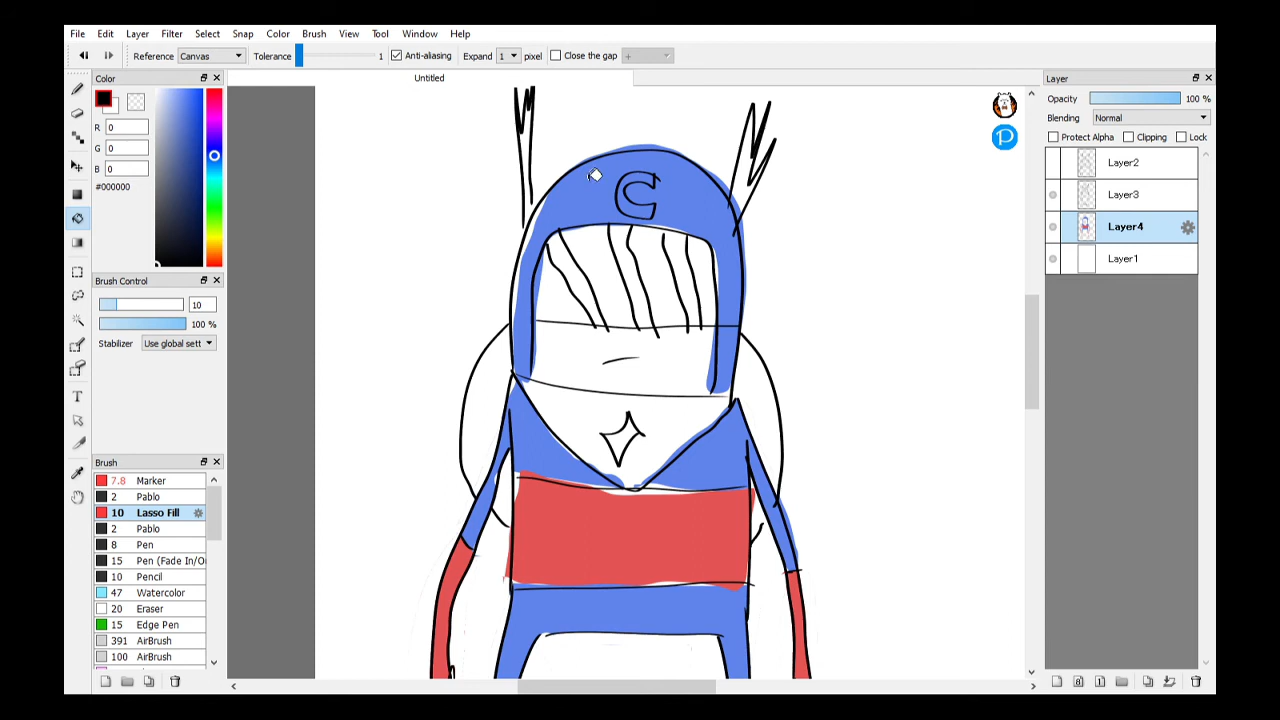 File Edit Layer Filter Select Snap Color Brush View Tool Window Help
Reference Canvas Tolerance 1 Anti-aliasing Expand 1 pixel Close the gap +
Untitled
Color
R 0
G 0
B 0
#000000
Brush Control
10
100 %
Stabilizer Use global sett
Brush
7.8 Marker
2 Pablo
10 Lasso Fill
2 Pablo
8 Pen
15 Pen (Fade In/O
10 Pencil
47 Watercolor
20 Eraser
15 Edge Pen
391 AirBrush
100 AirBrush
T
C
P
Layer
Opacity 100 %
Blending Normal
Protect Alpha Clipping Lock
Layer2
Layer3
Layer4
Layer1
8 1